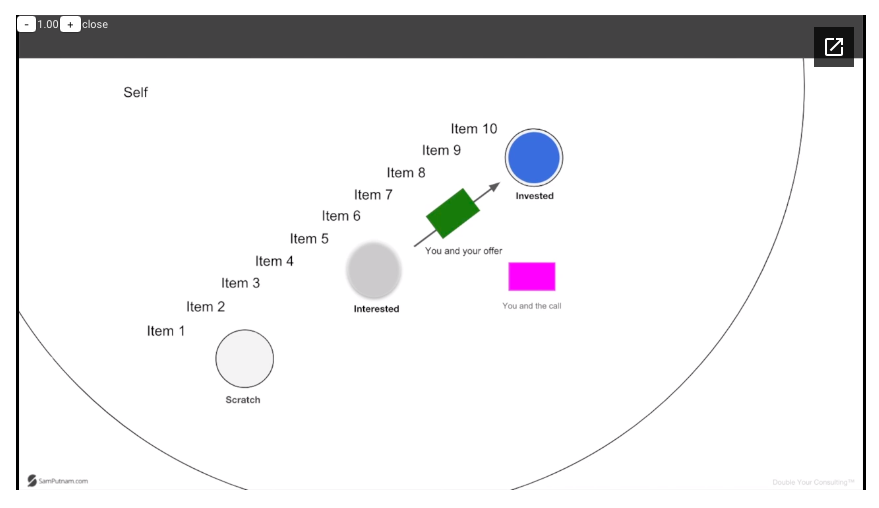 - 1.00 + close
Self
Item 10
Item 9
Item 8
Item 7
Item 6
Item 5
Item 4
Item 3
Item 2
Item 1
Invested
You and your offer
Interested
You and the call
Scratch
SamPutnam.com
Double Your Consulting™